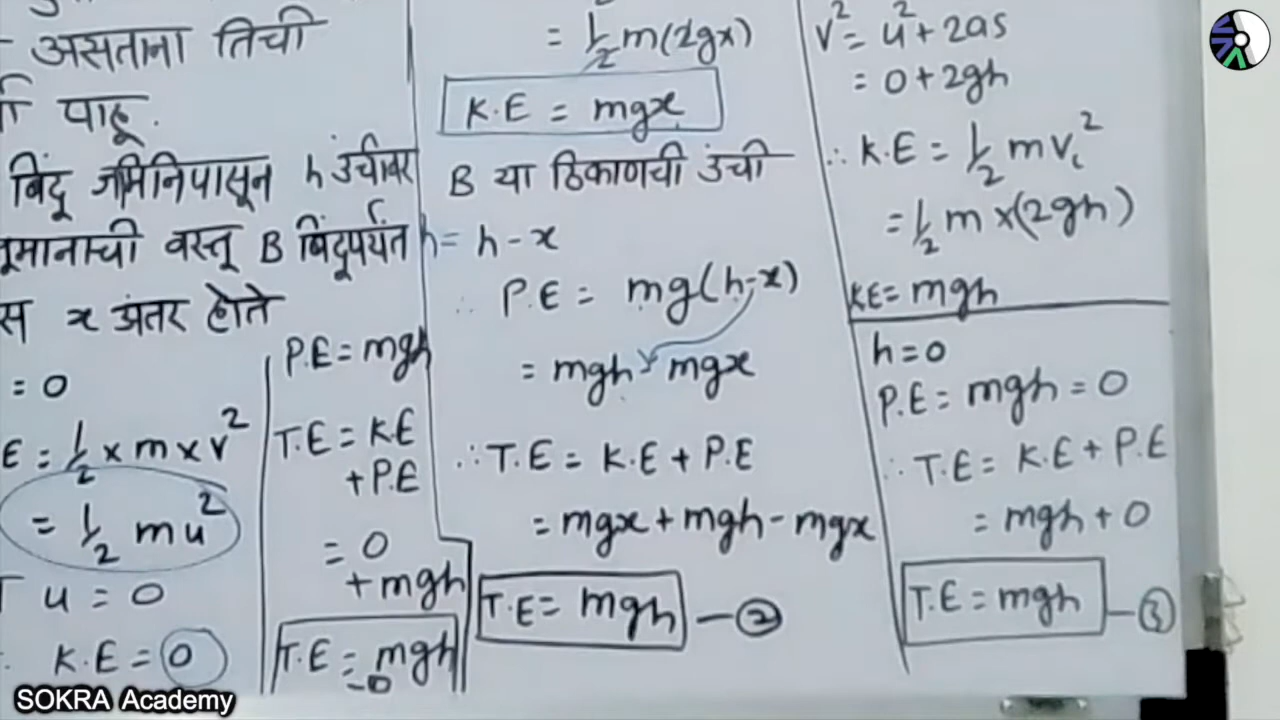 असताना तिची
पाहू.
बिंदू जमिनिपासून h उंचीवर
वस्तू B बिंदूपर्यंत
x अंतर होते
= 0
E = 1/2 × m × v²
= 1/2 mu²
u = 0
K.E = 0
P.E = mgh
T.E = K.E
+ P.E
= 0
+ mgh
T.E = mgh
= 1/2 m(2gx)
K.E = mgx
B या ठिकाणची उंची
h = h - x
∴ P.E = mg(h-x)
= mgh - mgx
∴ T.E = K.E + P.E
= mgx + mgh - mgx
T.E = mgh — ②
v² = u² + 2as
= 0 + 2gh
∴ K.E = 1/2 mv²
= 1/2 m × (2gh)
KE = mgh
h = 0
P.E = mgh = 0
∴ T.E = K.E + P.E
= mgh + 0
T.E = mgh — ③
SOKRA Academy